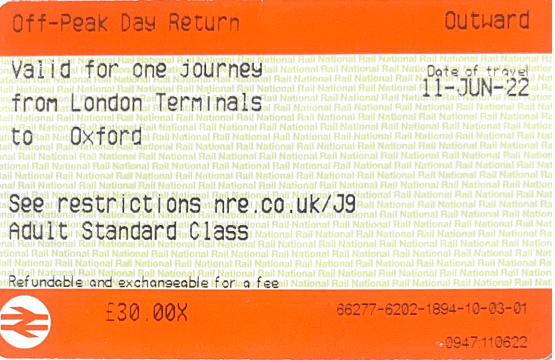 Off-Peak Day Return Outward
Valid for one journey Date of travel
from London Terminals 11-JUN-22
to Oxford
See restrictions nre.co.uk/J9
Adult Standard Class
Refundable and exchangeable for a fee
£30.00X 66277-6202-1894-10-03-01
0947110622